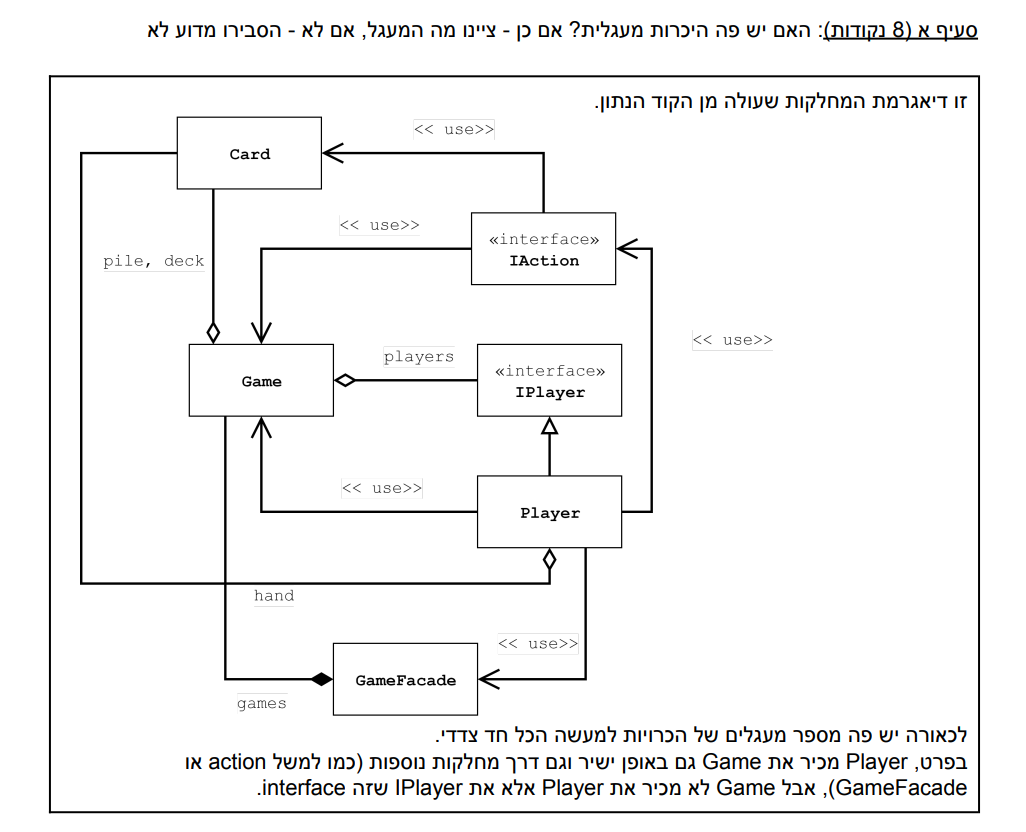 סעיף א (8 נקודות): האם יש פה היכרות מעגלית? אם כן - ציינו מה המעגל, אם לא - הסבירו מדוע לא
זו דיאגרמת המחלקות שעולה מן הקוד הנתון.
<< use>>
Card
<< use>>
«interface»
IAction
pile, deck
<< use>>
players
«interface»
IPlayer
Game
<< use>>
Player
hand
<< use>>
GameFacade
games
לכאורה יש פה מספר מעגלים של הכרויות למעשה הכל חד צדדי.
בפרט, Player מכיר את Game גם באופן ישיר וגם דרך מחלקות נוספות (כמו למשל action או
GameFacade), אבל Game לא מכיר את Player אלא את IPlayer שזה interface.